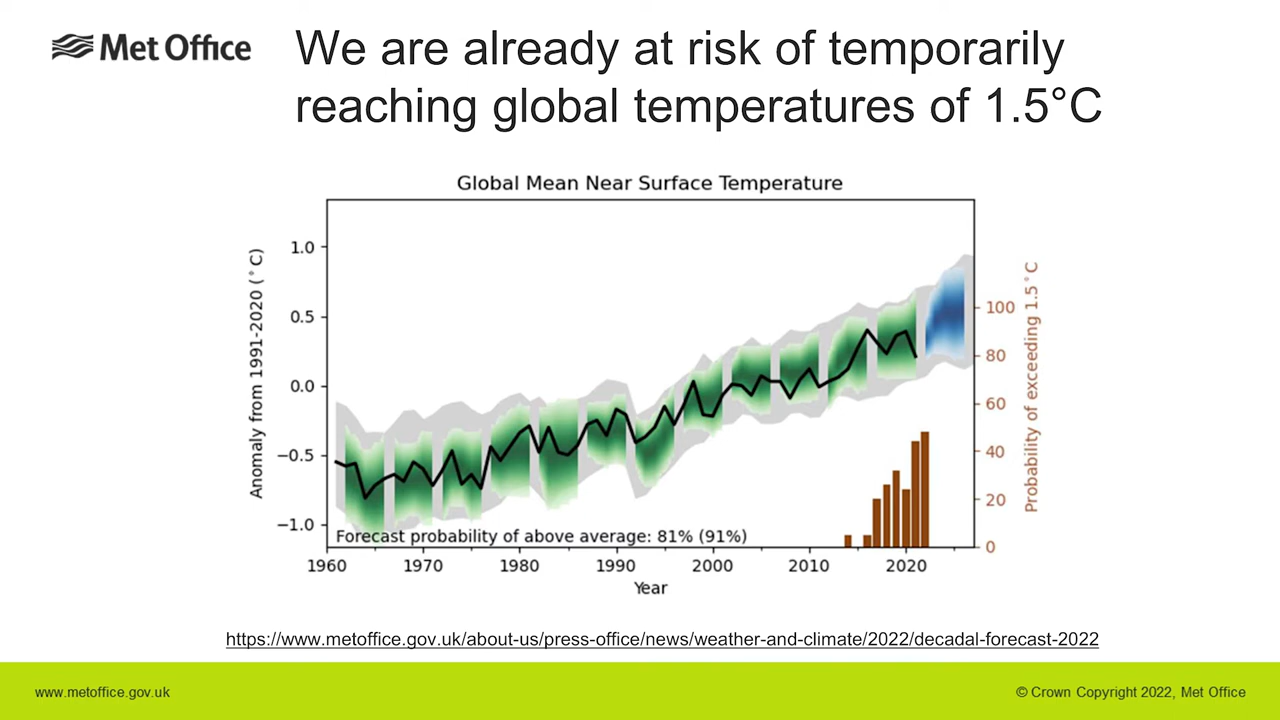 Met Office
We are already at risk of temporarily
reaching global temperatures of 1.5°C
Global Mean Near Surface Temperature
Anomaly from 1991-2020 (°C)
1.0
0.5
0.0
−0.5
−1.0
Probability of exceeding 1.5°C
100
80
60
40
20
0
Forecast probability of above average: 81% (91%)
1960 1970 1980 1990 2000 2010 2020
Year
https://www.metoffice.gov.uk/about-us/press-office/news/weather-and-climate/2022/decadal-forecast-2022
www.metoffice.gov.uk
© Crown Copyright 2022, Met Office